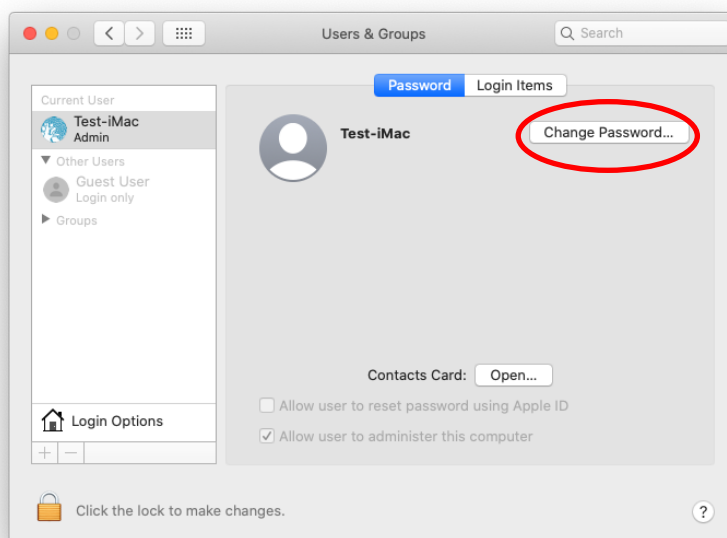 Users & Groups
Search
Password
Login Items
Current User
Test-iMac
Admin
Other Users
Guest User
Login only
Groups
Test-iMac
Change Password...
Contacts Card:
Open...
Allow user to reset password using Apple ID
Allow user to administer this computer
Login Options
+
−
Click the lock to make changes.
?